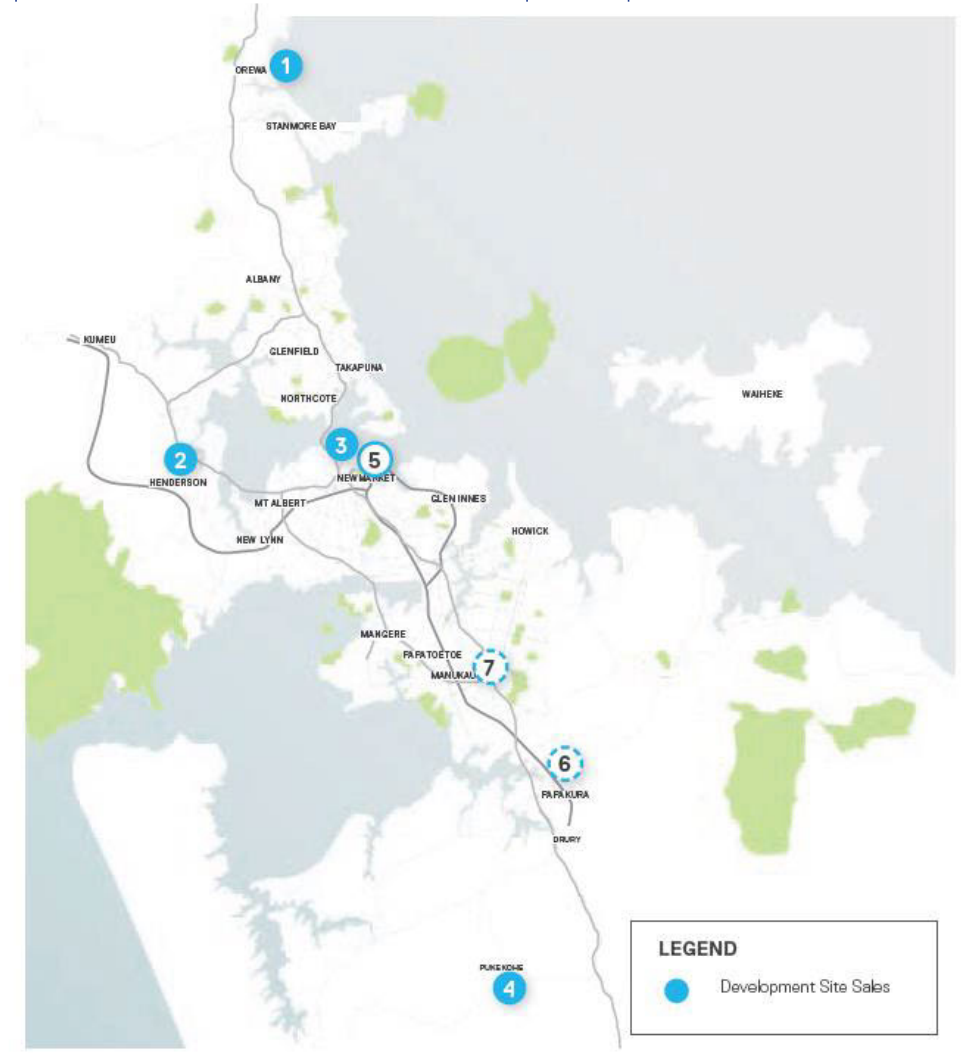 1
OREWA
STANMORE BAY
ALBANY
KUMEU
GLENFIELD
TAKAPUNA
NORTHCOTE
WAIHEKE
3
2
5
HENDERSON
NEWMARKET
MT ALBERT
GLEN INNES
NEW LYNN
HOWICK
MANGERE
PAPATOETOE
7
MANUKAU
6
PAPAKURA
DRURY
PUKEKOHE
4
LEGEND
Development Site Sales